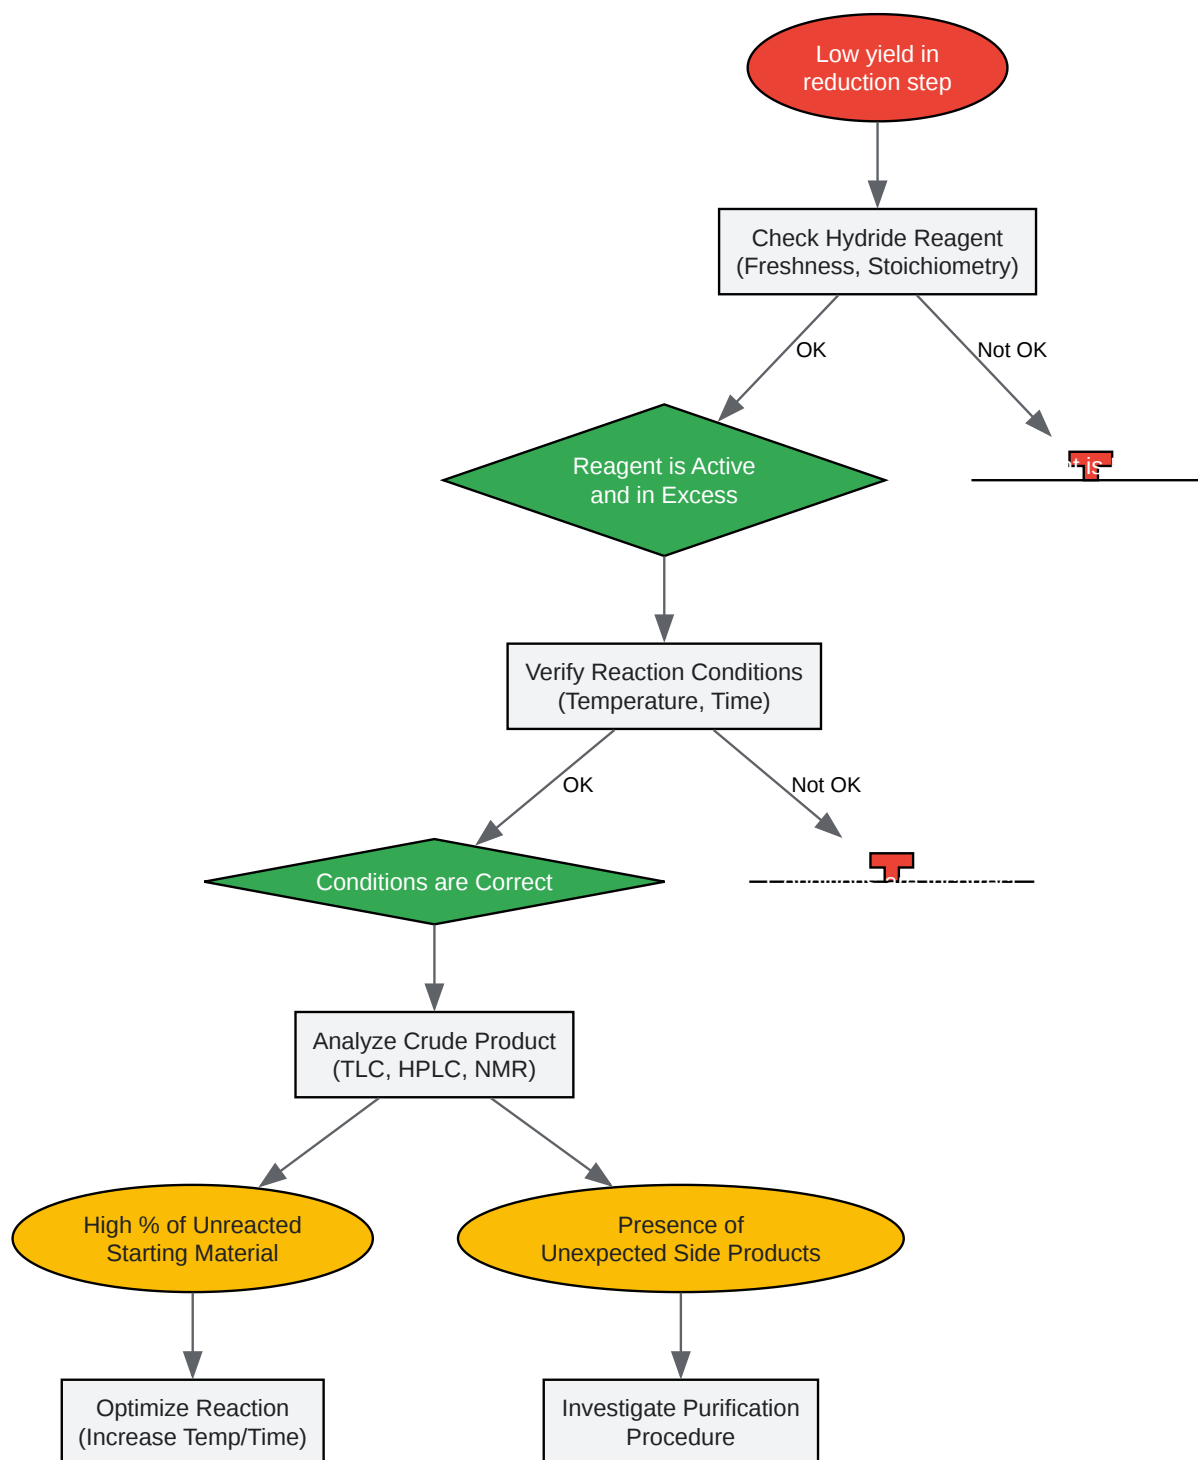 Low yield in
reduction step
Check Hydride Reagent
(Freshness, Stoichiometry)
OK
Not OK
Reagent is Active
and in Excess
is
Verify Reaction Conditions
(Temperature, Time)
OK
Not OK
Conditions are Correct
Analyze Crude Product
(TLC, HPLC, NMR)
High % of Unreacted
Starting Material
Presence of
Unexpected Side Products
Optimize Reaction
(Increase Temp/Time)
Investigate Purification
Procedure